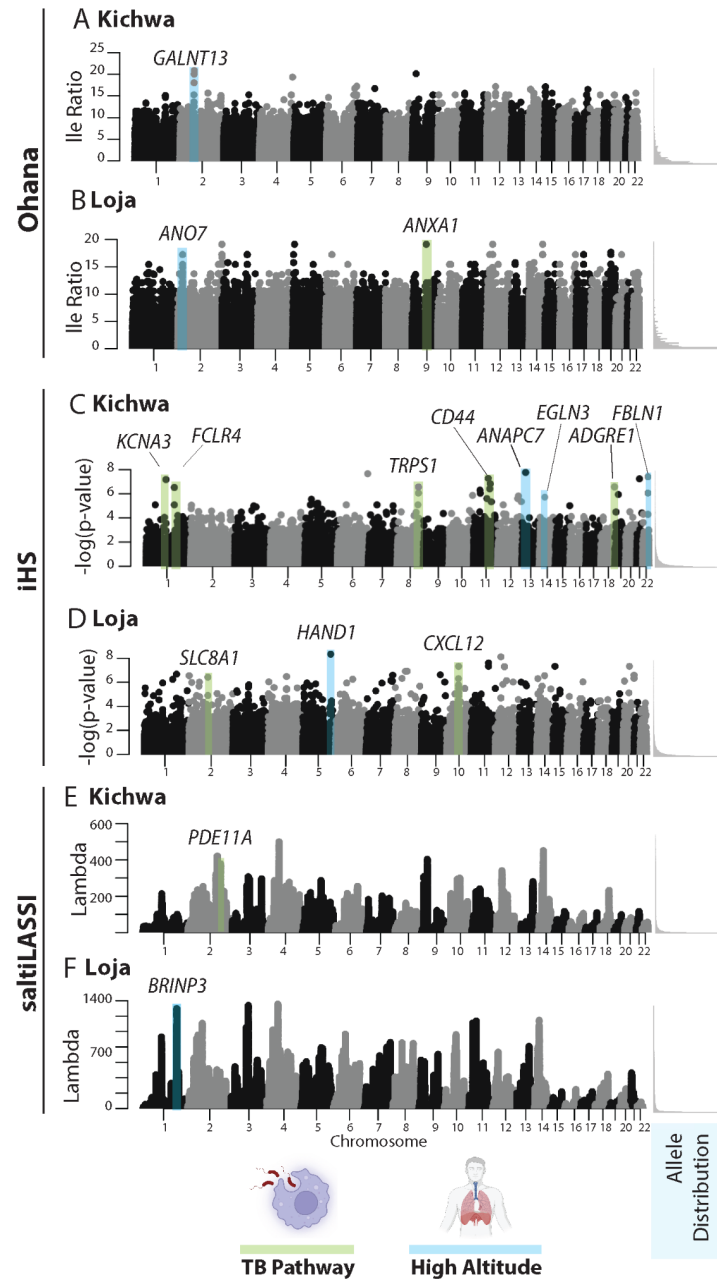 Ohana
A Kichwa
GALNT13
lle Ratio
25
20
15
10
5
0
1 2 3 4 5 6 7 8 9 10 11 12 13 14 15 16 17 18 20 22
B Loja
ANO7
ANXA1
lle Ratio
20
15
10
5
0
1 2 3 4 5 6 7 8 9 10 11 12 13 14 15 16 17 18 20 22
iHS
C Kichwa
KCNA3
FCLR4
TRPS1
CD44
ANAPC7
EGLN3
ADGRE1
FBLN1
-log(p-value)
8
6
4
2
0
1 2 3 4 5 6 7 8 9 10 11 12 13 14 15 16 17 18 20 22
D Loja
SLC8A1
HAND1
CXCL12
-log(p-value)
8
6
4
2
0
1 2 3 4 5 6 7 8 9 10 11 12 13 14 15 16 17 18 20 22
saltiLASSI
E Kichwa
PDE11A
Lambda
600
400
200
1 2 3 4 5 6 7 8 9 10 11 12 13 14 15 16 17 18 20 22
F Loja
BRINP3
Lambda
1400
700
0
1 2 3 4 5 6 7 8 9 10 11 12 13 14 15 16 17 18 20 22
Chromosome
Allele
Distribution
TB Pathway
High Altitude